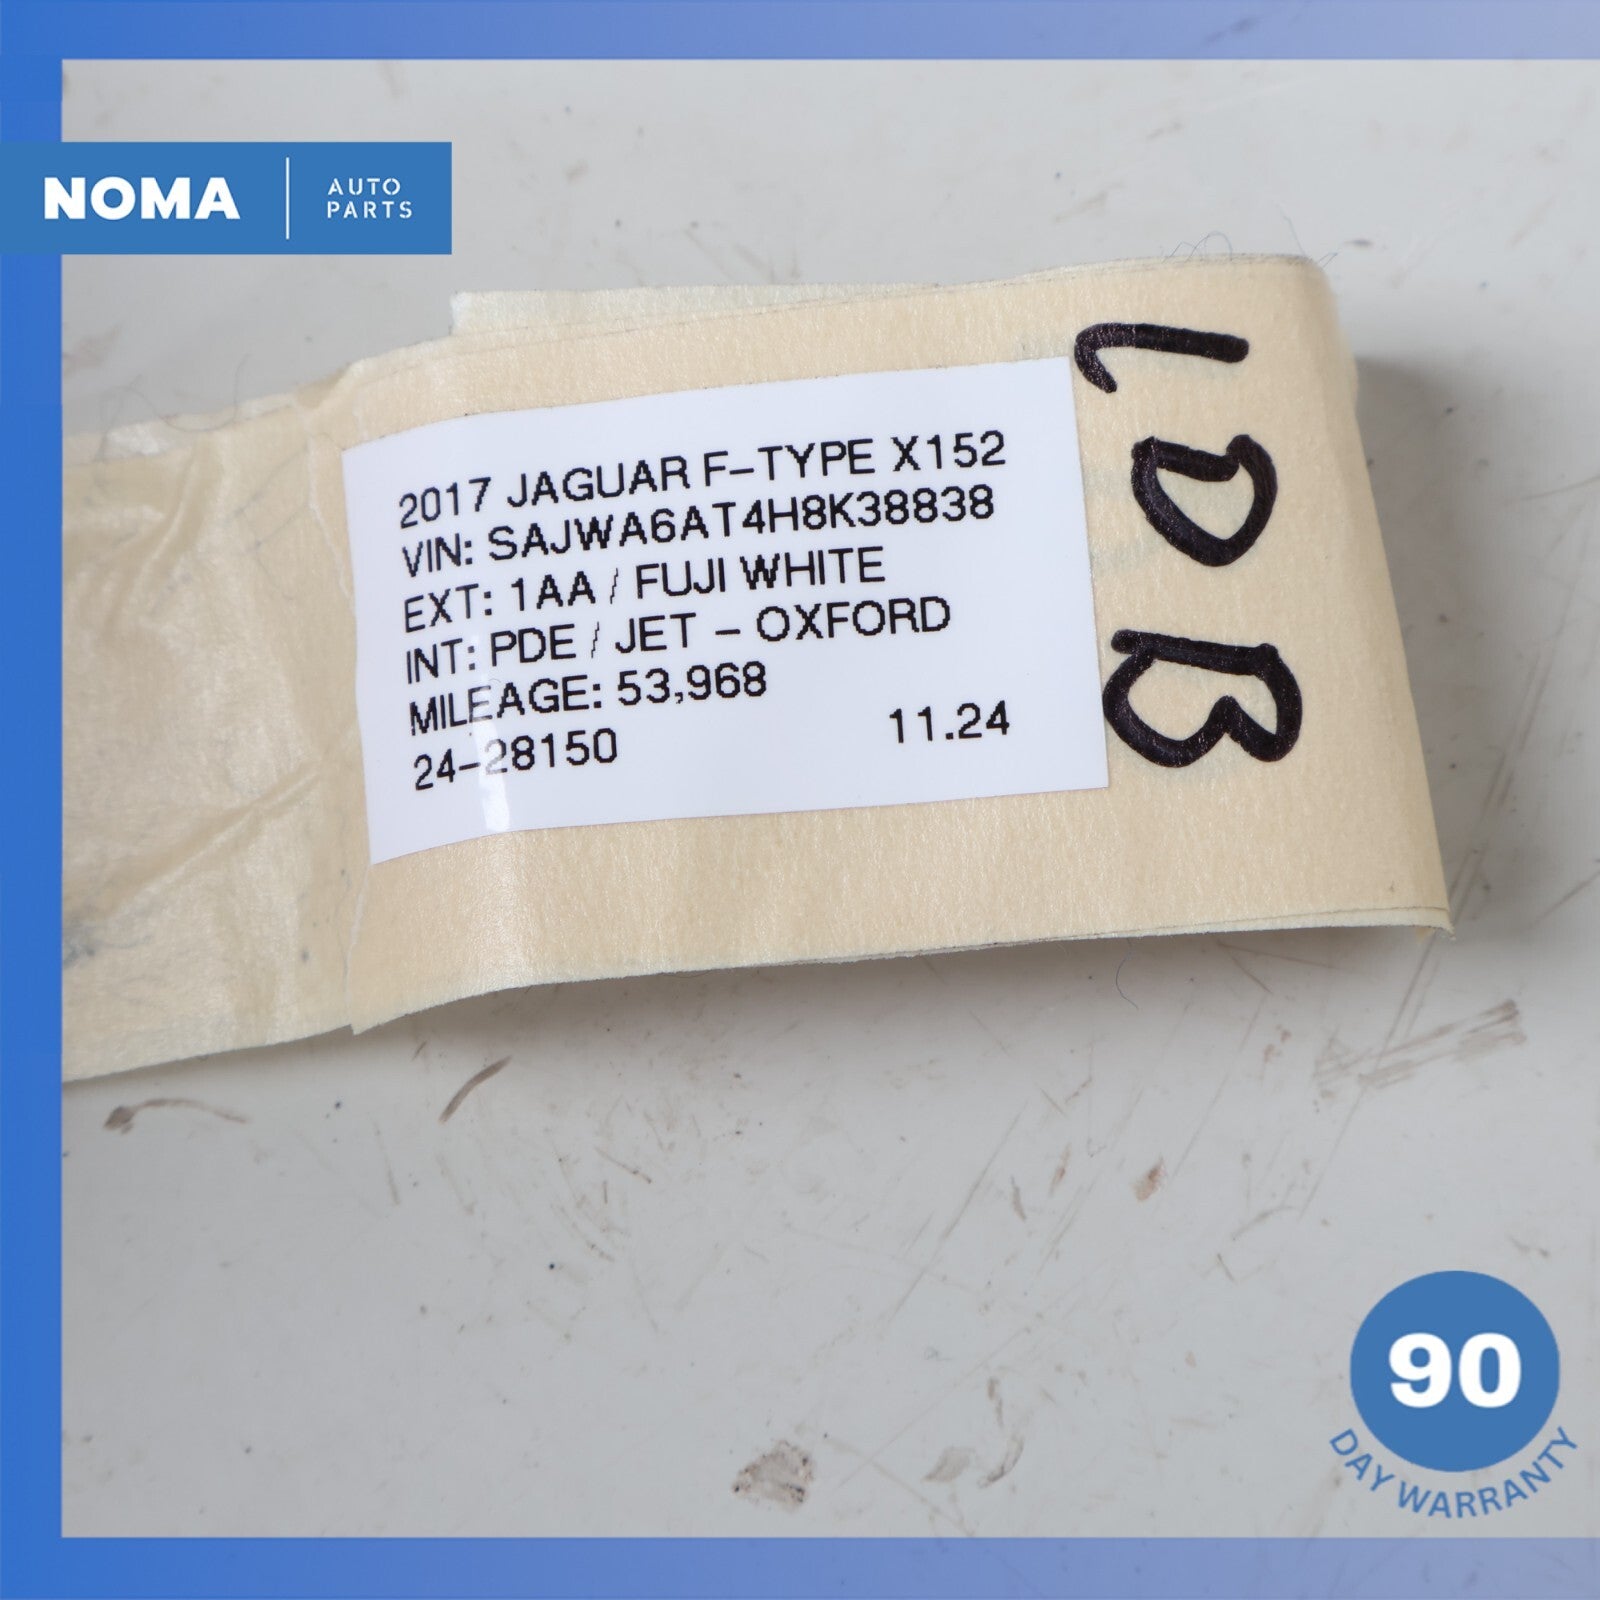 NOMA
AUTO
PARTS
2017 JAGUAR F-TYPE X152
VIN: SAJWA6AT4H8K38838
EXT: 1AA / FUJI WHITE
INT: PDE / JET - OXFORD
MILEAGE: 53,968
24-28150 11.24
LDB
90
DAY WARRANTY